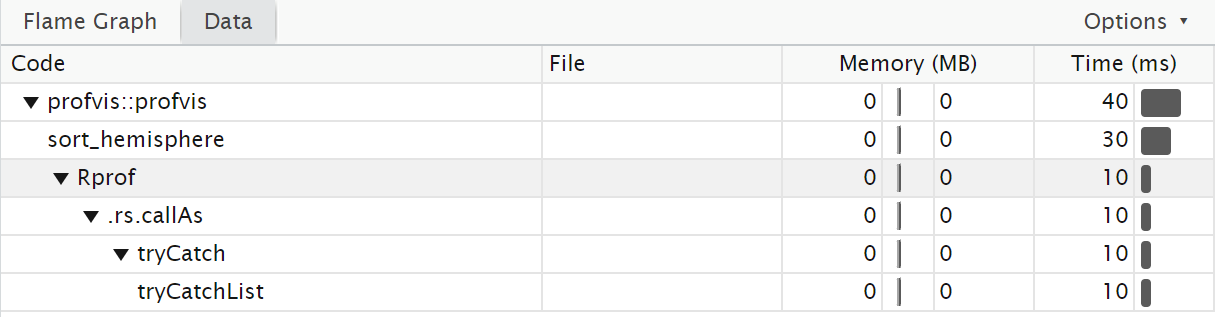 Flame Graph Data Options ▼
Code File Memory (MB) Time (ms)
▼ profvis::profvis 0 0 40
sort_hemisphere 0 0 30
▼ Rprof 0 0 10
▼ .rs.callAs 0 0 10
▼ tryCatch 0 0 10
tryCatchList 0 0 10